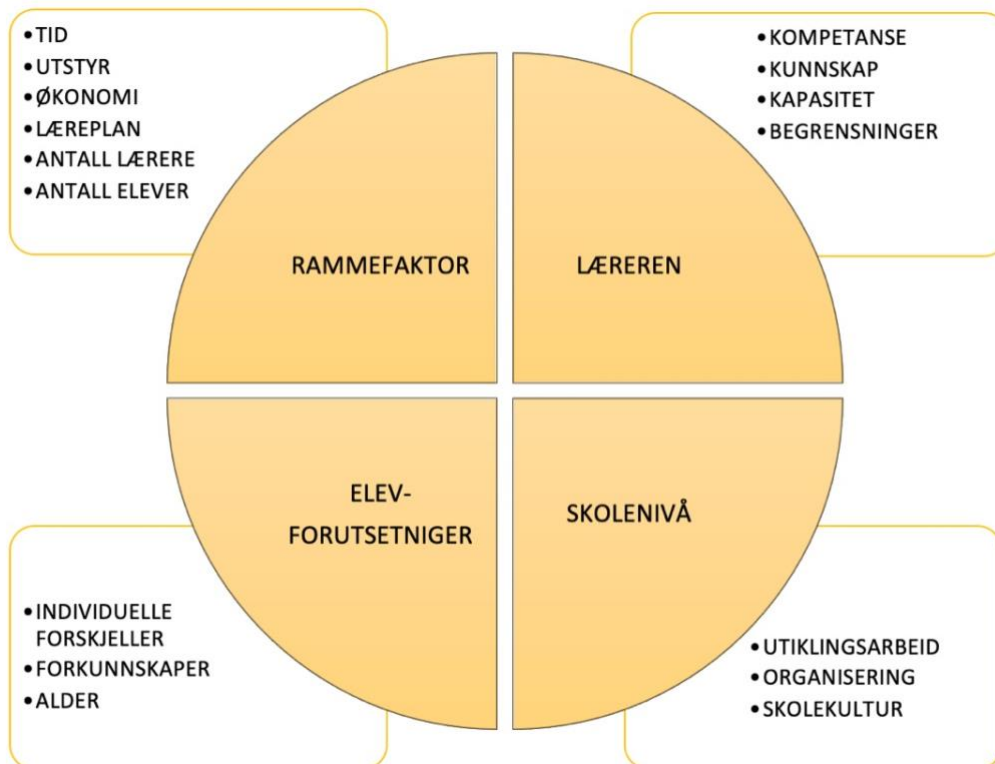 • TID
• UTSTYR
• ØKONOMI
• LÆREPLAN
• ANTALL LÆRERE
• ANTALL ELEVER
• KOMPETANSE
• KUNNSKAP
• KAPASITET
• BEGRENSNINGER
RAMMEFAKTOR
LÆREREN
ELEV-
FORUTSETNIGER
SKOLENIVÅ
• INDIVIDUELLE
FORSKJELLER
• FORKUNNSKAPER
• ALDER
• UTIKLINGSARBEID
• ORGANISERING
• SKOLEKULTUR